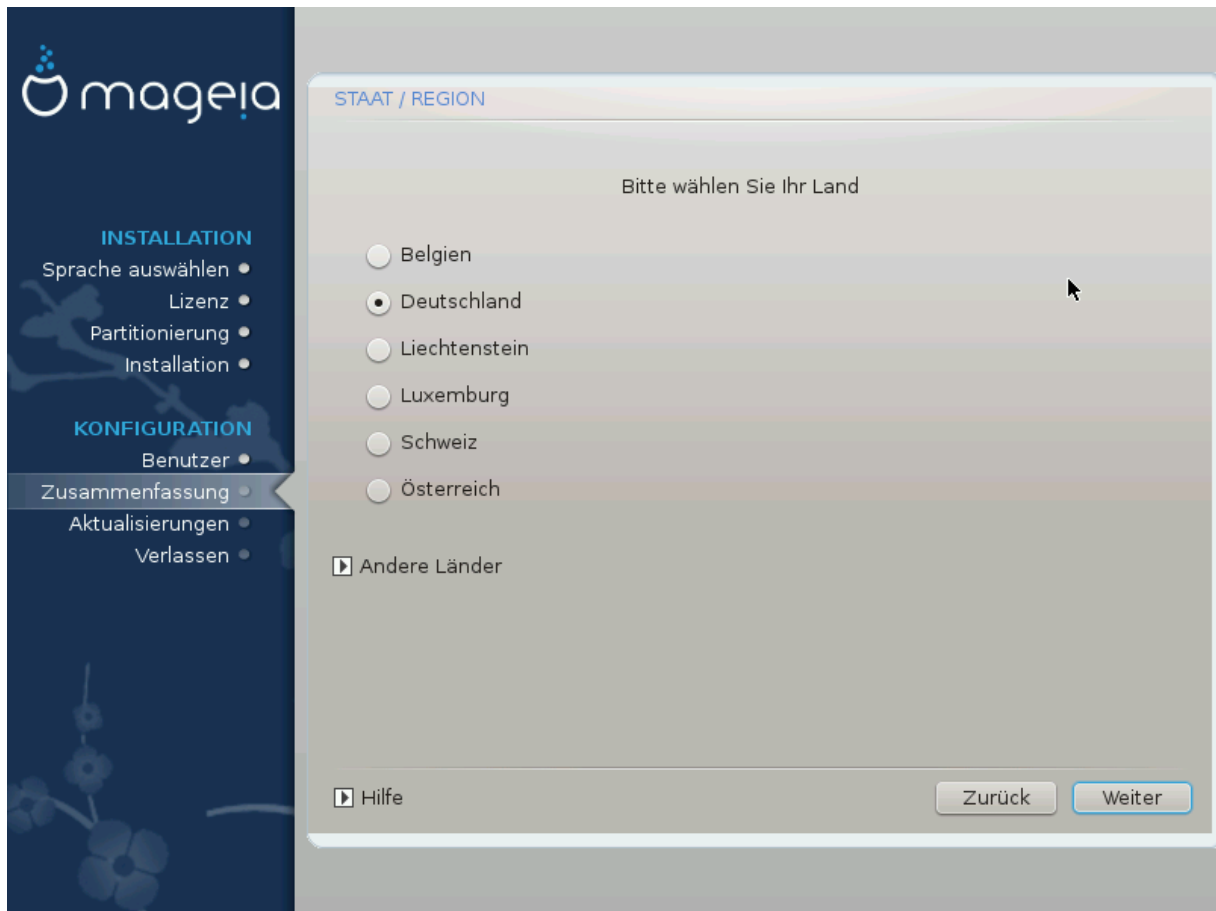 mageia
INSTALLATION
Sprache auswählen
Lizenz
Partitionierung
Installation
KONFIGURATION
Benutzer
Zusammenfassung
Aktualisierungen
Verlassen
STAAT / REGION
Bitte wählen Sie Ihr Land
Belgien
Deutschland
Liechtenstein
Luxemburg
Schweiz
Österreich
Andere Länder
Hilfe
Zurück
Weiter